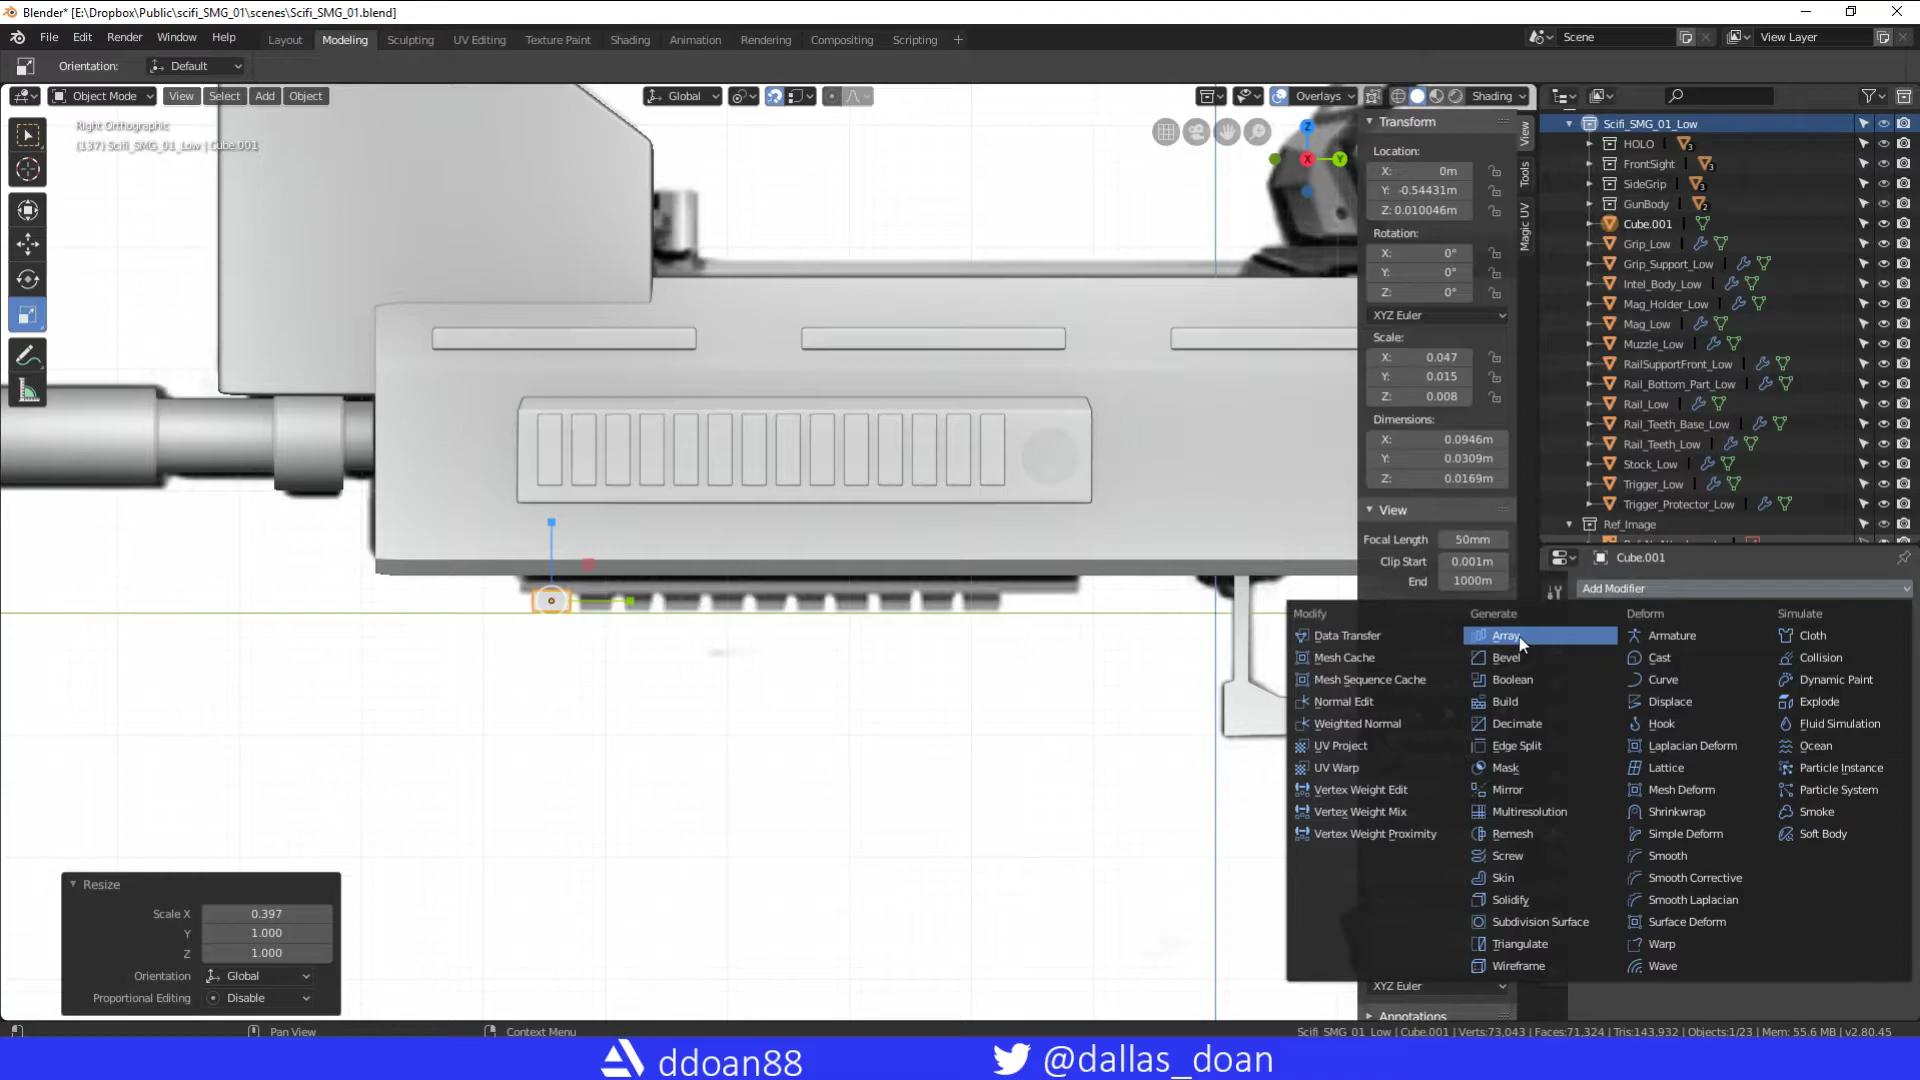 Blender* [E:\Dropbox\Public\scifi_SMG_01\scenes\Scifi_SMG_01.blend]
File Edit Render Window Help
Layout Modeling Sculpting UV Editing Texture Paint Shading Animation Rendering Compositing Scripting +
Scene
View Layer
Orientation: Default
Object Mode View Select Add Object
Global
Overlays
Shading
Right Orthographic
(137) Scifi_SMG_01_Low | Cube.001
Z
X
Y
Transform
Location:
X: 0m
Y: -0.54431m
Z: 0.010046m
Rotation:
X: 0°
Y: 0°
Z: 0°
XYZ Euler
Scale:
X: 0.047
Y: 0.015
Z: 0.008
Dimensions:
X: 0.0946m
Y: 0.0309m
Z: 0.0169m
View
Focal Length 50mm
Clip Start 0.001m
End 1000m
View
Tools
Magic UV
Scifi_SMG_01_Low
HOLO 3
FrontSight 3
SideGrip 3
GunBody 2
Cube.001
Grip_Low
Grip_Support_Low
Intel_Body_Low
Mag_Holder_Low
Mag_Low
Muzzle_Low
RailSupportFront_Low
Rail_Bottom_Part_Low
Rail_Low
Rail_Teeth_Base_Low
Rail_Teeth_Low
Stock_Low
Trigger_Low
Trigger_Protector_Low
Ref_Image
Cube.001
Add Modifier
Modify
Data Transfer
Mesh Cache
Mesh Sequence Cache
Normal Edit
Weighted Normal
UV Project
UV Warp
Vertex Weight Edit
Vertex Weight Mix
Vertex Weight Proximity
Generate
Array
Bevel
Boolean
Build
Decimate
Edge Split
Mask
Mirror
Multiresolution
Remesh
Screw
Skin
Solidify
Subdivision Surface
Triangulate
Wireframe
Deform
Armature
Cast
Curve
Displace
Hook
Laplacian Deform
Lattice
Mesh Deform
Shrinkwrap
Simple Deform
Smooth
Smooth Corrective
Smooth Laplacian
Surface Deform
Warp
Wave
Simulate
Cloth
Collision
Dynamic Paint
Explode
Fluid Simulation
Ocean
Particle Instance
Particle System
Smoke
Soft Body
XYZ Euler
Annotations
Resize
Scale X 0.397
Y 1.000
Z 1.000
Orientation Global
Proportional Editing Disable
Pan View
Context Menu
Scifi_SMG_01_Low | Cube.001 | Verts:73,043 | Faces:71,324 | Tris:143,932 | Objects:1/23 | Mem: 55.6 MB | v2.80.45
ddoan88
@dallas_doan